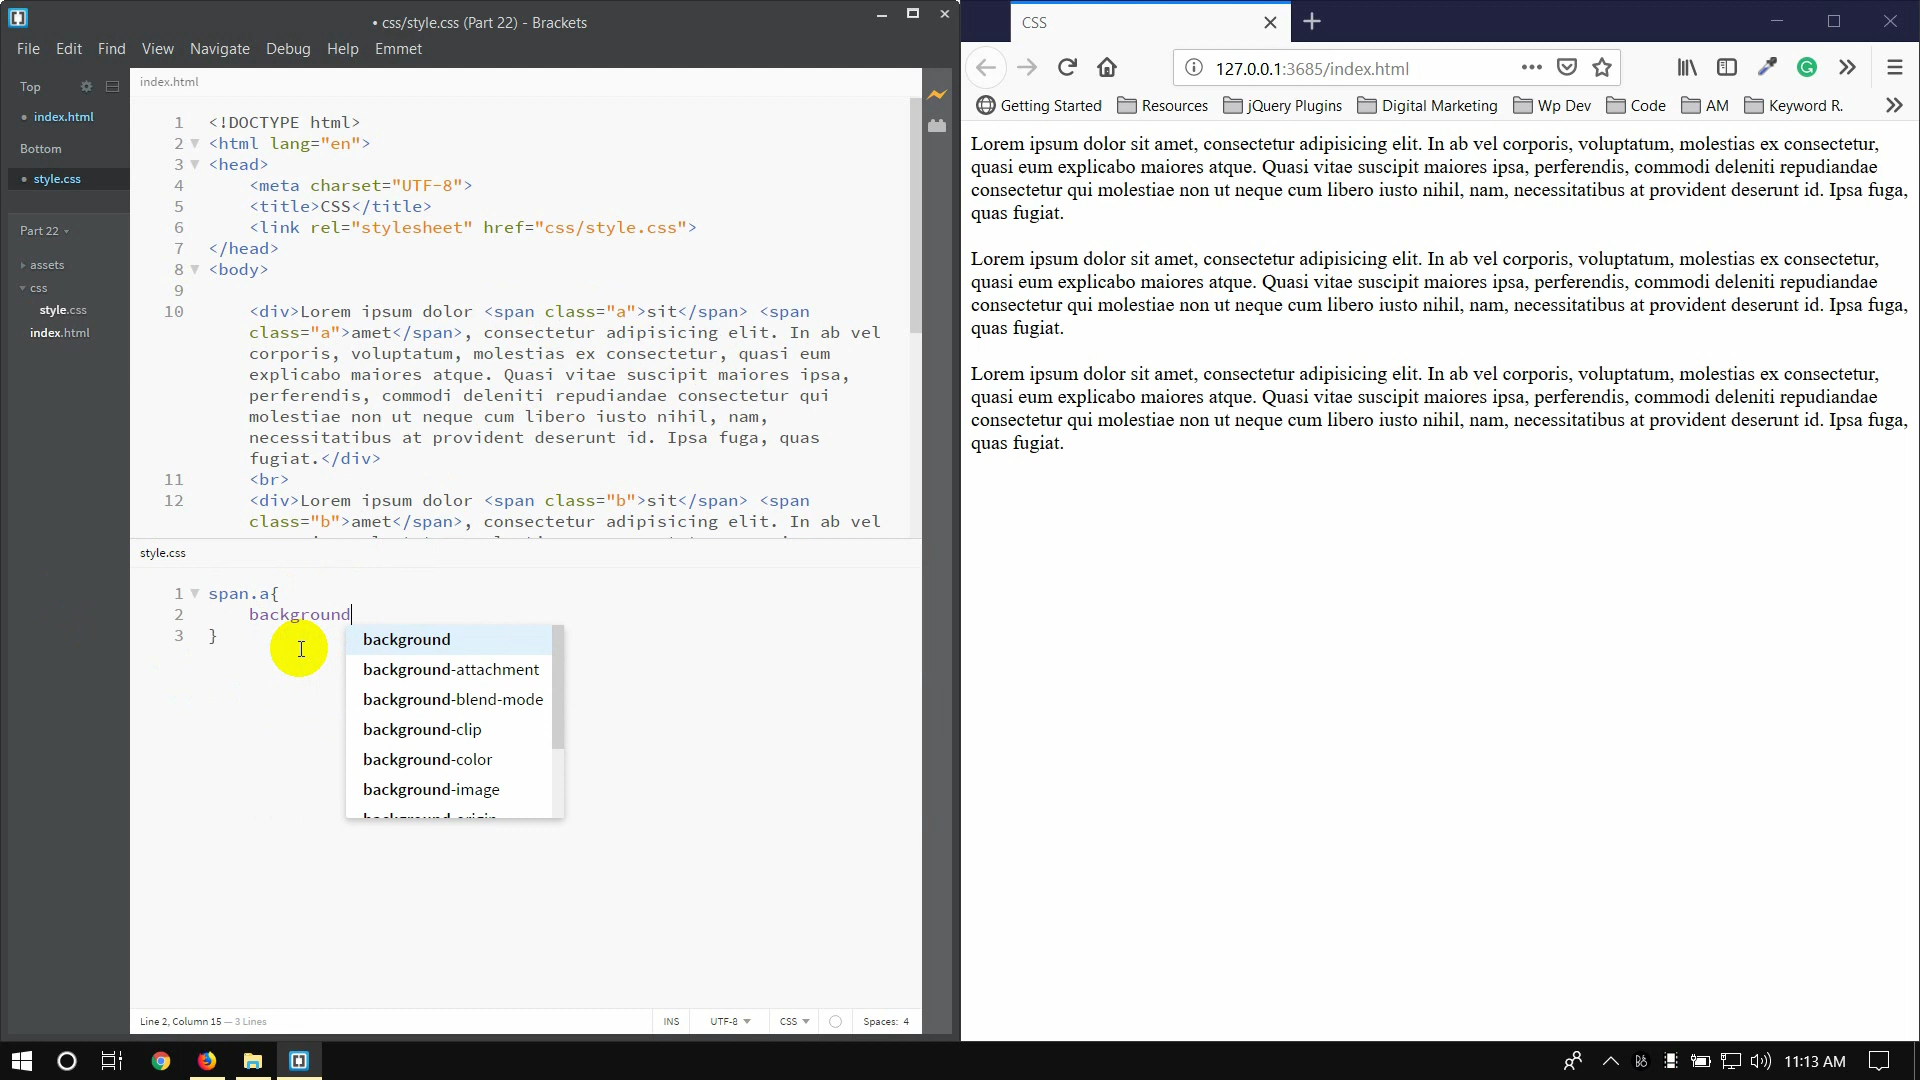 • css/style.css (Part 22) - Brackets
File Edit Find View Navigate Debug Help Emmet
Top
• index.html
Bottom
• style.css
Part 22
assets
css
style.css
index.html
index.html
1 <!DOCTYPE html>
2 <html lang="en">
3 <head>
4 <meta charset="UTF-8">
5 <title>CSS</title>
6 <link rel="stylesheet" href="css/style.css">
7 </head>
8 <body>
9
10 <div>Lorem ipsum dolor <span class="a">sit</span> <span
class="a">amet</span>, consectetur adipisicing elit. In ab vel
corporis, voluptatum, molestias ex consectetur, quasi eum
explicabo maiores atque. Quasi vitae suscipit maiores ipsa,
perferendis, commodi deleniti repudiandae consectetur qui
molestiae non ut neque cum libero iusto nihil, nam,
necessitatibus at provident deserunt id. Ipsa fuga, quas
fugiat.</div>
11 <br>
12 <div>Lorem ipsum dolor <span class="b">sit</span> <span
class="b">amet</span>, consectetur adipisicing elit. In ab vel
style.css
1 span.a{
2 background
3 }
background
background-attachment
background-blend-mode
background-clip
background-color
background-image
Line 2, Column 15 — 3 Lines
INS UTF-8 CSS Spaces: 4
CSS
127.0.0.1:3685/index.html
Getting Started Resources jQuery Plugins Digital Marketing Wp Dev Code AM Keyword R.
Lorem ipsum dolor sit amet, consectetur adipisicing elit. In ab vel corporis, voluptatum, molestias ex consectetur,
quasi eum explicabo maiores atque. Quasi vitae suscipit maiores ipsa, perferendis, commodi deleniti repudiandae
consectetur qui molestiae non ut neque cum libero iusto nihil, nam, necessitatibus at provident deserunt id. Ipsa fuga,
quas fugiat.
Lorem ipsum dolor sit amet, consectetur adipisicing elit. In ab vel corporis, voluptatum, molestias ex consectetur,
quasi eum explicabo maiores atque. Quasi vitae suscipit maiores ipsa, perferendis, commodi deleniti repudiandae
consectetur qui molestiae non ut neque cum libero iusto nihil, nam, necessitatibus at provident deserunt id. Ipsa fuga,
quas fugiat.
Lorem ipsum dolor sit amet, consectetur adipisicing elit. In ab vel corporis, voluptatum, molestias ex consectetur,
quasi eum explicabo maiores atque. Quasi vitae suscipit maiores ipsa, perferendis, commodi deleniti repudiandae
consectetur qui molestiae non ut neque cum libero iusto nihil, nam, necessitatibus at provident deserunt id. Ipsa fuga,
quas fugiat.
11:13 AM